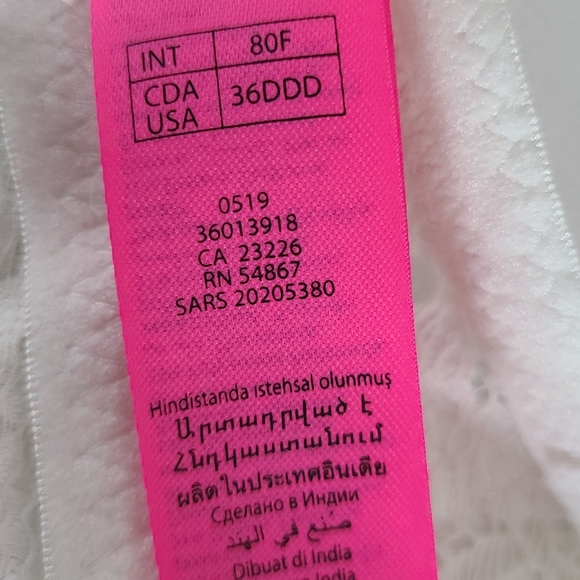 INT 80F
CDA USA 36DDD
0519
36013918
CA 23226
RN 54867
SARS 20205380
Hindistanda istehsal olunmuş
Արտադրված է
Հնդկաստանում
ผลิตในประเทศอินเดีย
Сделано в Индии
صنع في الهند
Dibuat di India
India